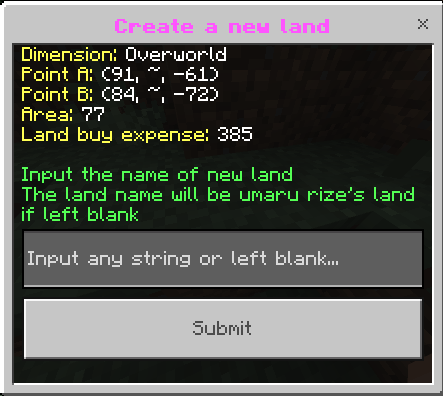 Create a new land
Dimension: Overworld
Point A: (91, ~, -61)
Point B: (84, ~, -72)
Area: 77
Land buy expense: 385
Input the name of new land
The land name will be umaru rize's land
if left blank
Input any string or left blank...
Submit